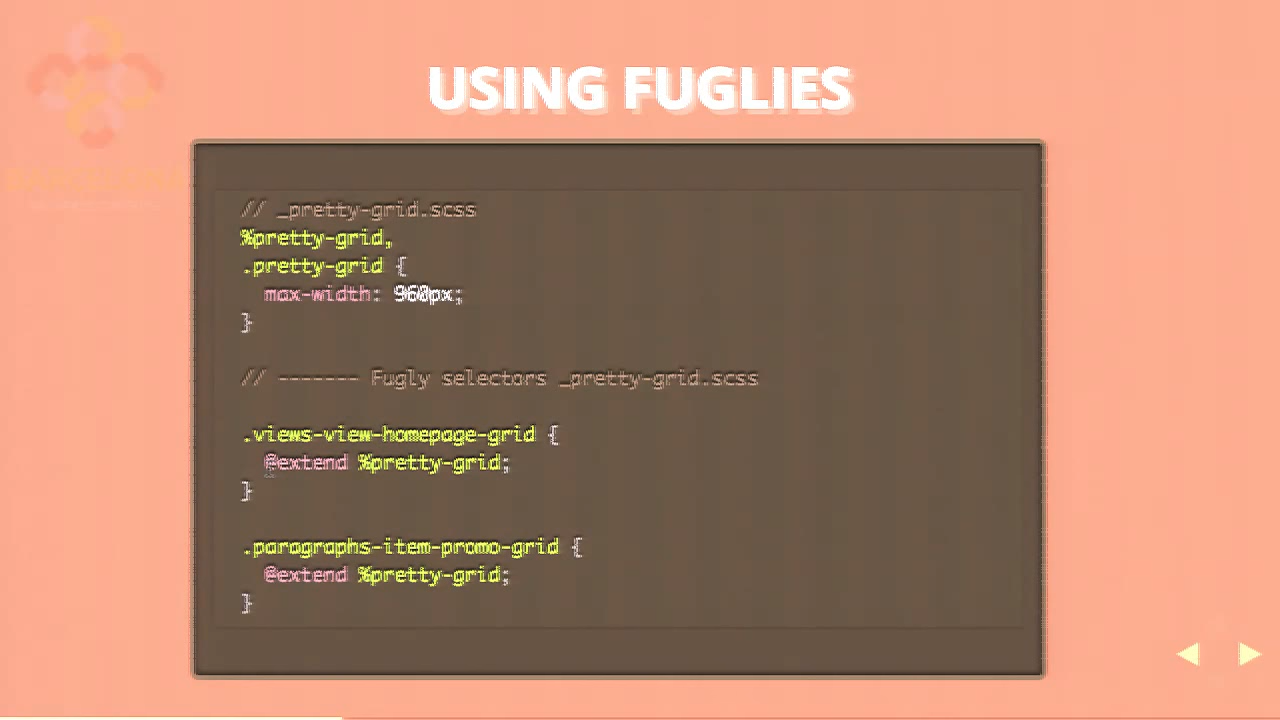 USING FUGLIES
// _pretty-grid.scss
%pretty-grid,
.pretty-grid {
  max-width: 960px;
}
// ------- Fugly selectors _pretty-grid.scss
.views-view-homepage-grid {
  @extend %pretty-grid;
}
.paragraphs-item-promo-grid {
  @extend %pretty-grid;
}